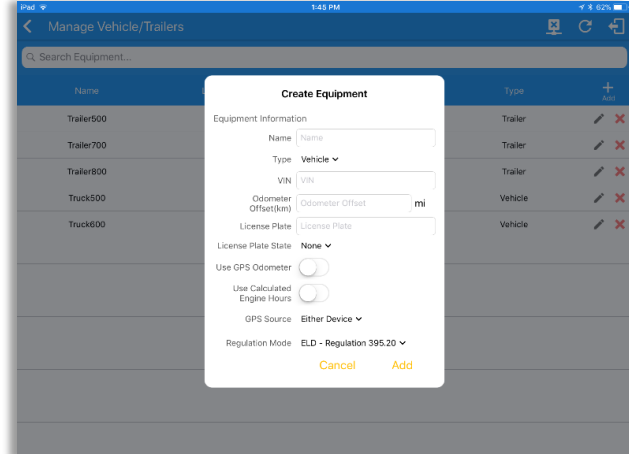 iPad 1:45 PM 62%
Manage Vehicle/Trailers
Search Equipment...
Name Type Add
Create Equipment
Equipment Information
Name Name
Type Vehicle
VIN VIN
Odometer
Offset(km) Odometer Offset mi
License Plate License Plate
License Plate State None
Use GPS Odometer
Use Calculated
Engine Hours
GPS Source Either Device
Regulation Mode ELD - Regulation 395.20
Cancel Add
Trailer500 Trailer
Trailer700 Trailer
Trailer800 Trailer
Truck500 Vehicle
Truck600 Vehicle